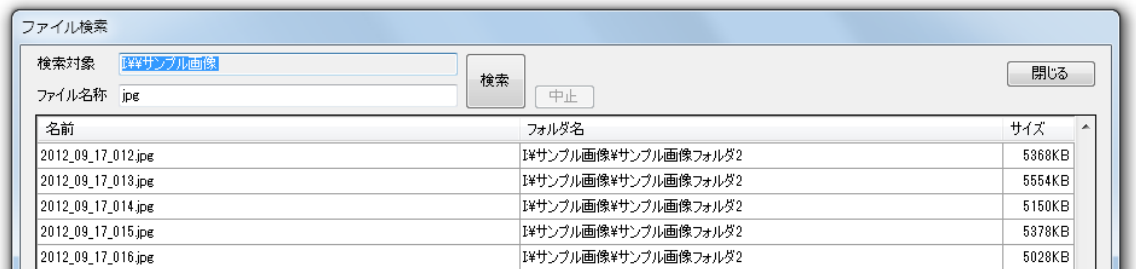 ファイル検索
検索対象 I¥¥サンプル画像
検索
閉じる
ファイル名称 jpg
中止
名前 フォルダ名 サイズ
2012_09_17_012.jpg I¥サンプル画像¥サンプル画像フォルダ2 5368KB
2012_09_17_013.jpg I¥サンプル画像¥サンプル画像フォルダ2 5554KB
2012_09_17_014.jpg I¥サンプル画像¥サンプル画像フォルダ2 5150KB
2012_09_17_015.jpg I¥サンプル画像¥サンプル画像フォルダ2 5378KB
2012_09_17_016.jpg I¥サンプル画像¥サンプル画像フォルダ2 5028KB